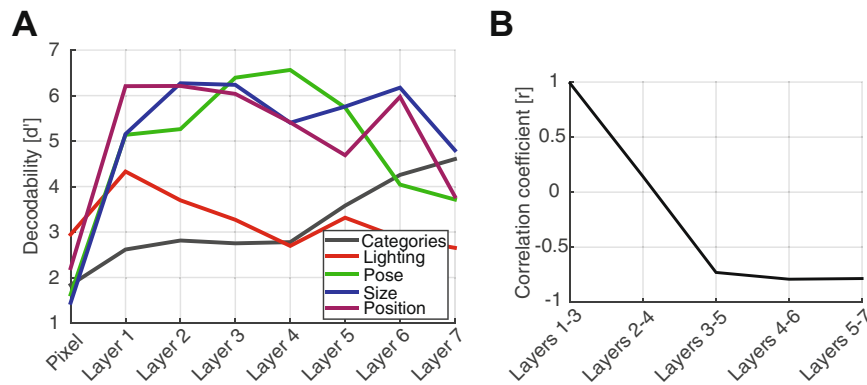 A
Decodability [d']
7
6
5
4
3
2
1
Pixel
Layer 1
Layer 2
Layer 3
Layer 4
Layer 5
Layer 6
Layer 7
Categories
Lighting
Pose
Size
Position
B
Correlation coefficient [r]
1
0.5
0
-0.5
-1
Layers 1-3
Layers 2-4
Layers 3-5
Layers 4-6
Layers 5-7